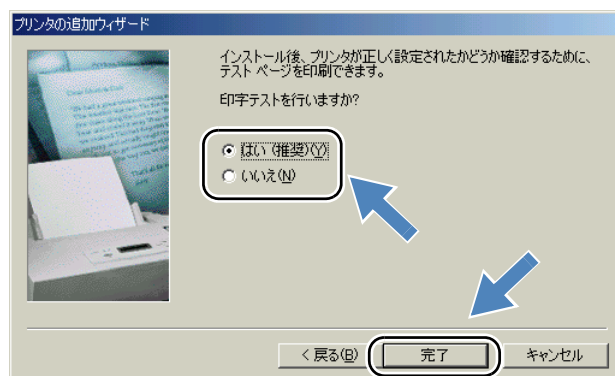 プリンタの追加ウィザード
インストール後、プリンタが正しく設定されたかどうか確認するために、
テスト ページを印刷できます。
印字テストを行いますか?
はい (推奨)(Y)
いいえ(N)
< 戻る(B)
完了
キャンセル